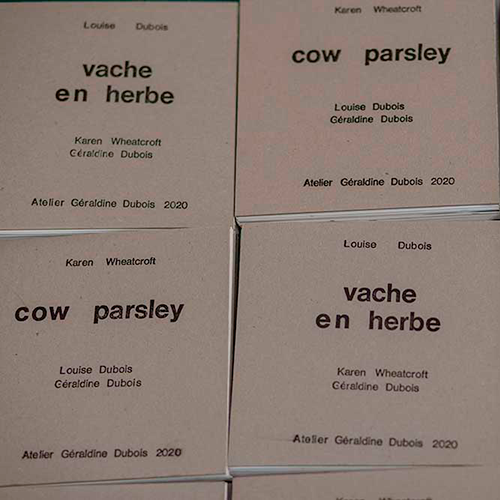 Louise Dubois
vache
en herbe
Karen Wheatcroft
Géraldine Dubois
Atelier Géraldine Dubois 2020
Karen Wheatcroft
cow parsley
Louise Dubois
Géraldine Dubois
Atelier Géraldine Dubois 2020
Karen Wheatcroft
cow parsley
Louise Dubois
Géraldine Dubois
Atelier Géraldine Dubois 2020
Louise Dubois
vache
en herbe
Karen Wheatcroft
Géraldine Dubois
Atelier Géraldine Dubois 2020